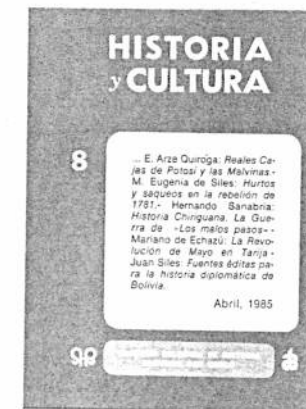 HISTORIA
y CULTURA
8
... E. Arze Quiroga: Reales Ca-
jas de Potosí y las Malvinas.-
M. Eugenia de Siles: Hurtos
y saqueos en la rebelión de
1781.- Hernando Sanabria:
Historia Chiriguana. La Gue-
rra de «Los malos pasos».-
Mariano de Echazú: La Revo-
lución de Mayo en Tarija.-
Juan Siles: Fuentes éditas pa-
ra la historia diplomática de
Bolivia.
Abril, 1985